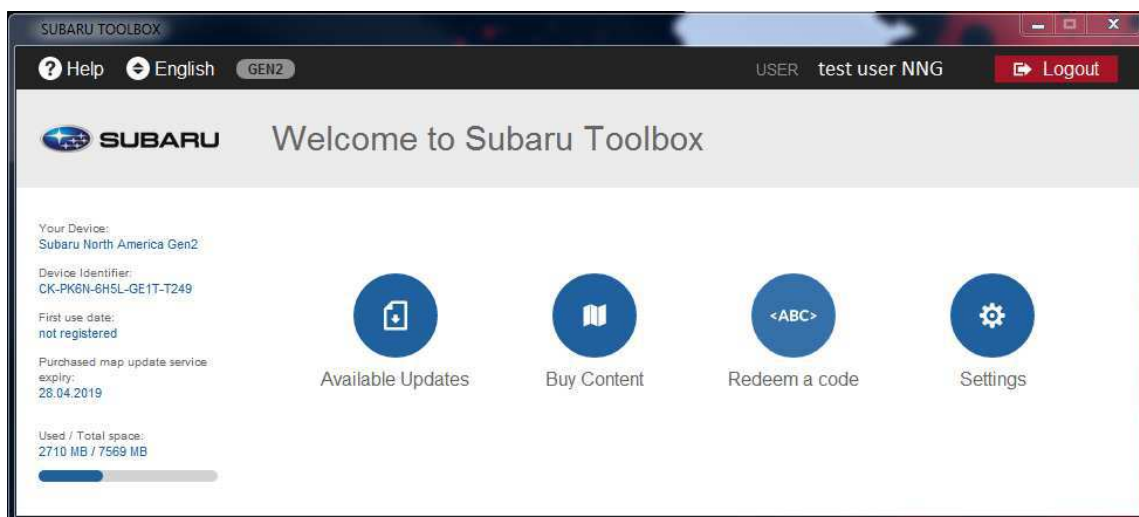 SUBARU TOOLBOX
? Help English GEN2 USER test user NNG Logout
SUBARU Welcome to Subaru Toolbox
Your Device:
Subaru North America Gen2
Device Identifier:
CK-PK6N-6H5L-GE1T-T249
First use date:
not registered
Purchased map update service
expiry:
28.04.2019
Used / Total space:
2710 MB / 7569 MB
<ABC>
Available Updates Buy Content Redeem a code Settings